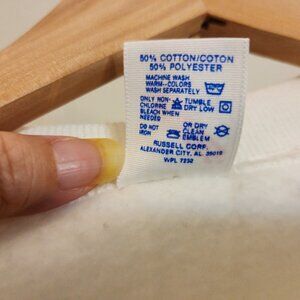 50% COTTON/COTON
50% POLYESTER
MACHINE WASH
WARM-COLORS
WASH SEPARATELY
ONLY NON-
CHLORINE
BLEACH WHEN
NEEDED
TUMBLE
DRY LOW
DO NOT
IRON
EMBLEM
OR DRY
CLEAN
RUSSELL CORP.
ALEXANDER CITY, AL. 35010
WPL 7232